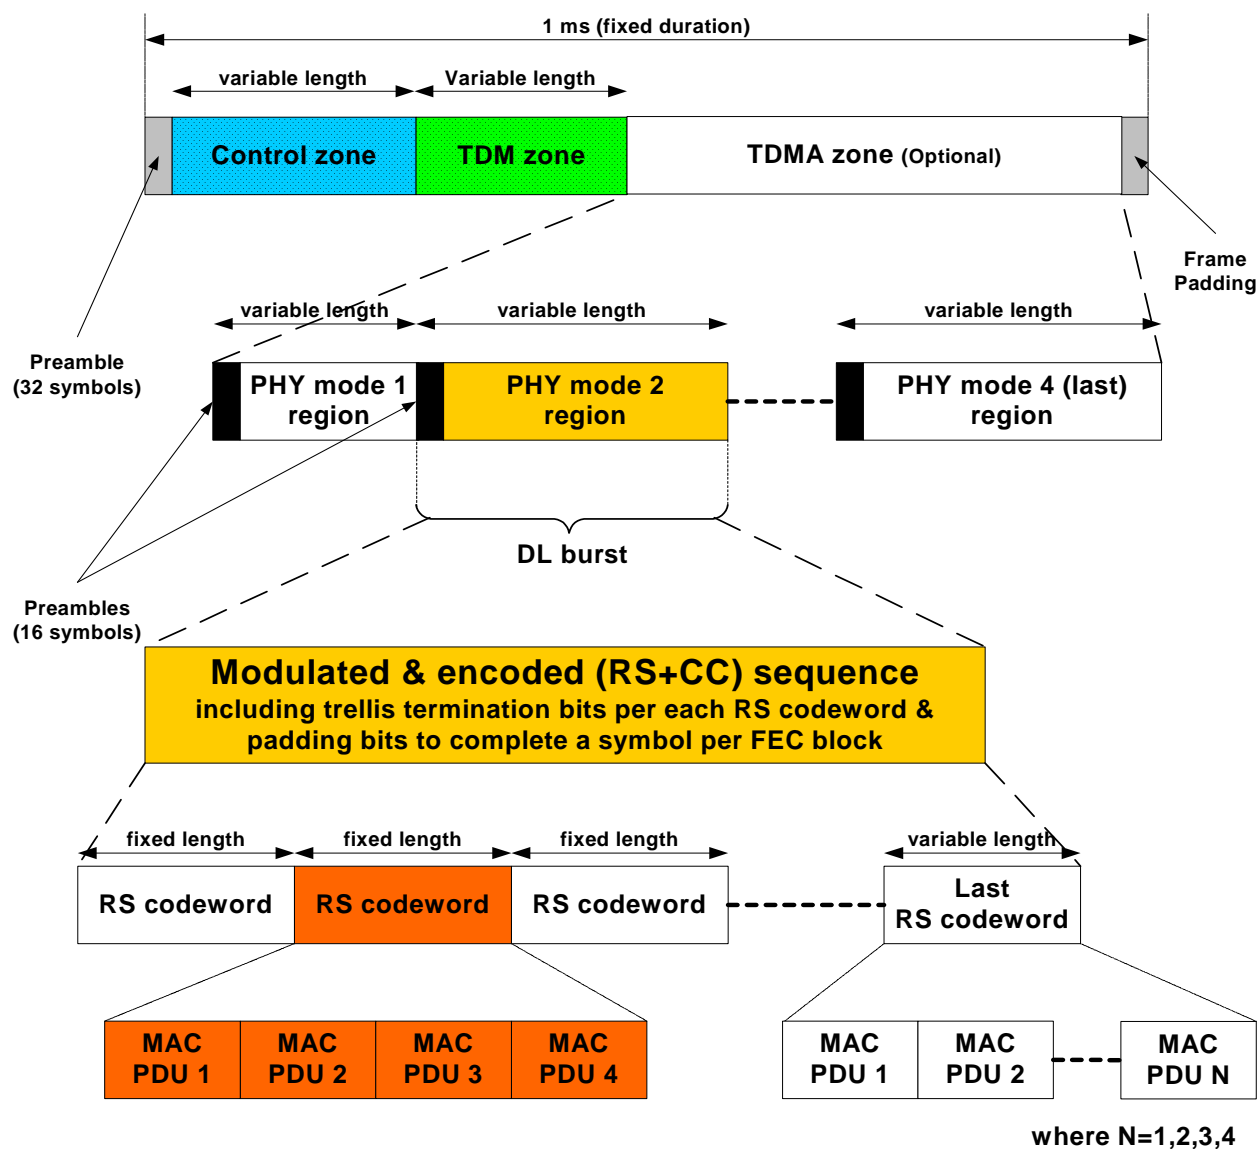 1 ms (fixed duration)
variable length
Variable length
Control zone
TDM zone
TDMA zone (Optional)
Frame
Padding
variable length
variable length
variable length
Preamble
(32 symbols)
PHY mode 1
region
PHY mode 2
region
PHY mode 4 (last)
region
DL burst
Preambles
(16 symbols)
Modulated & encoded (RS+CC) sequence
including trellis termination bits per each RS codeword &
padding bits to complete a symbol per FEC block
fixed length
fixed length
fixed length
variable length
RS codeword
RS codeword
RS codeword
Last
RS codeword
MAC
PDU 1
MAC
PDU 2
MAC
PDU 3
MAC
PDU 4
MAC
PDU 1
MAC
PDU 2
MAC
PDU N
where N=1,2,3,4